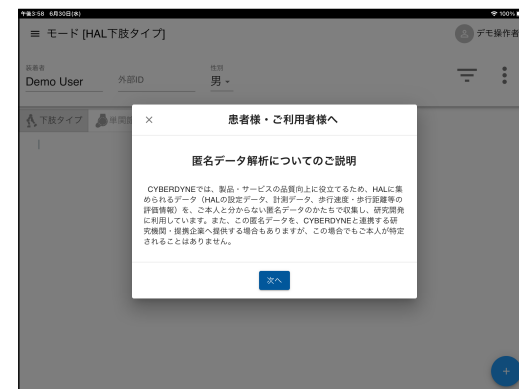 午後3:58 6月30日(水)
100%
モード [HAL下肢タイプ]
デモ操作者
装着者
Demo User
外部ID
性別
男
下肢タイプ
単関節
患者様・ご利用者様へ
匿名データ解析についてのご説明
CYBERDYNEでは、製品・サービスの品質向上に役立てるため、HALに集
められるデータ（HALの設定データ、計測データ、歩行速度・歩行距離等の
評価情報）を、ご本人と分からない匿名データのかたちで収集し、研究開発
に利用しています。また、この匿名データを、CYBERDYNEと連携する研
究機関・提携企業へ提供する場合もありますが、この場合でもご本人が特定
されることはありません。
次へ